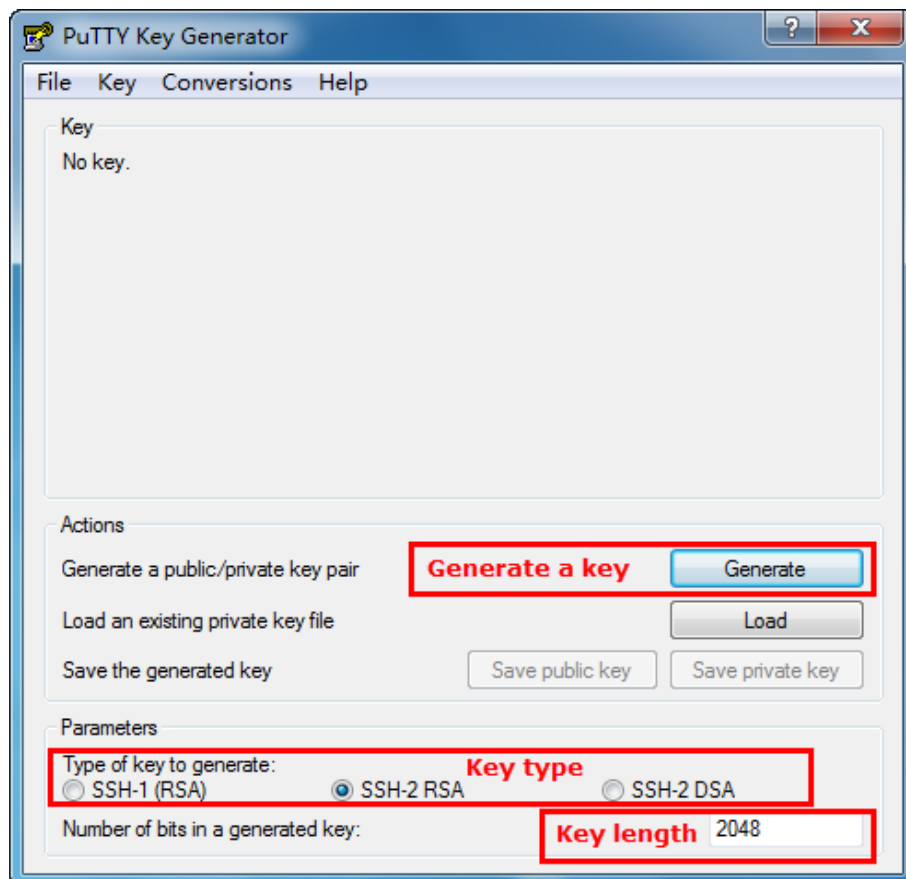 PuTTY Key Generator
? X
File Key Conversions Help
Key
No key.
Actions
Generate a public/private key pair Generate a key Generate
Load an existing private key file Load
Save the generated key Save public key Save private key
Parameters
Type of key to generate: Key type
SSH-1 (RSA) SSH-2 RSA SSH-2 DSA
Number of bits in a generated key: Key length 2048